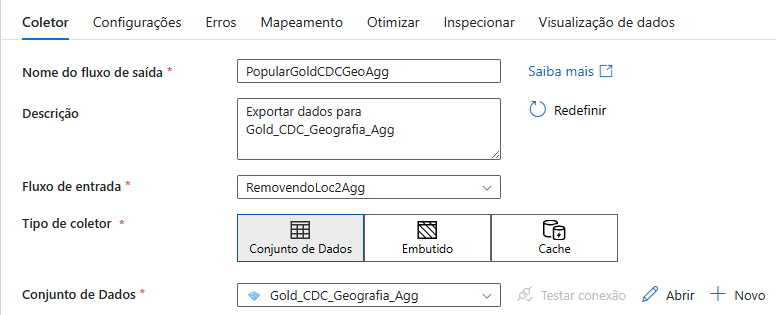 Coletor Configurações Erros Mapeamento Otimizar Inspecionar Visualização de dados
Nome do fluxo de saída * PopularGoldCDCGeoAgg Saiba mais
Descrição Exportar dados para Redefinir
Gold_CDC_Geografia_Agg
Fluxo de entrada * RemovendoLoc2Agg
Tipo de coletor * Conjunto de Dados Embutido Cache
Conjunto de Dados * Gold_CDC_Geografia_Agg Testar conexão Abrir Novo